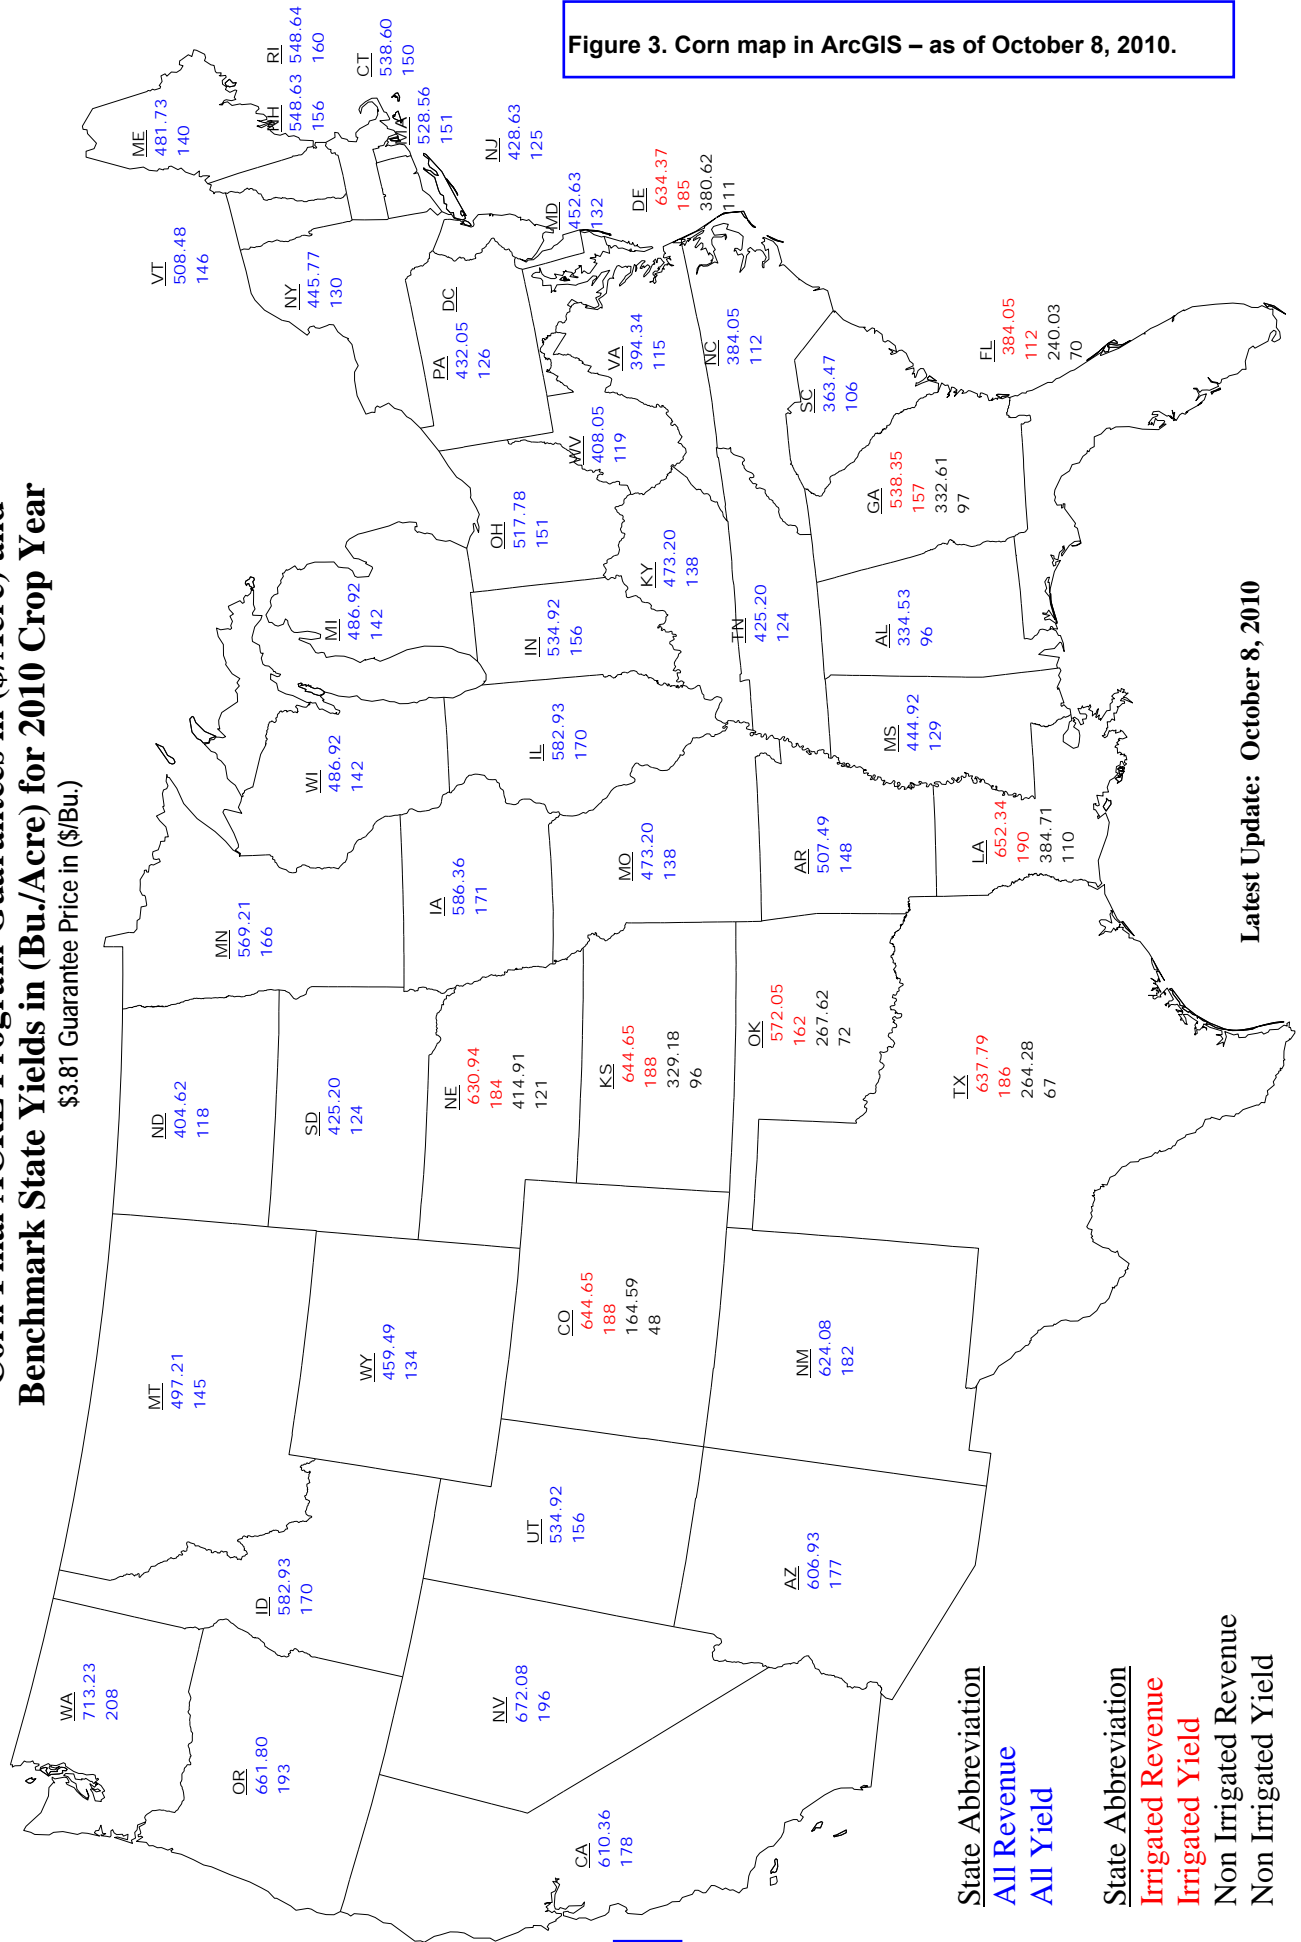 Benchmark State Yields in (Bu./Acre) for 2010 Crop Year
$3.81 Guarantee Price in ($/Bu.)
Figure 3. Corn map in ArcGIS – as of October 8, 2010.
WA
713.23
208
OR
661.80
193
CA
610.36
178
NV
672.08
196
ID
582.93
170
MT
497.21
145
WY
459.49
134
UT
534.92
156
AZ
606.93
177
CO
644.65
188
164.59
48
NM
624.08
182
ND
404.62
118
SD
425.20
124
NE
630.94
184
414.91
121
KS
644.65
188
329.18
96
OK
572.05
162
267.62
72
TX
637.79
186
264.28
67
MN
569.21
166
IA
586.36
171
MO
473.20
138
AR
507.49
148
LA
652.34
190
384.71
110
WI
486.92
142
IL
582.93
170
MI
486.92
142
IN
534.92
156
OH
517.78
151
KY
473.20
138
TN
425.20
124
MS
444.92
129
AL
334.53
96
GA
538.35
157
332.61
97
FL
384.05
112
240.03
70
SC
363.47
106
NC
384.05
112
VA
394.34
115
WV
408.05
119
PA
432.05
126
DC
NY
445.77
130
VT
508.48
146
ME
481.73
140
NH
548.63
156
RI
548.64
160
CT
538.60
150
MA
528.56
151
NJ
428.63
125
MD
452.63
132
DE
634.37
185
380.62
111
State Abbreviation
All Revenue
All Yield
State Abbreviation
Irrigated Revenue
Irrigated Yield
Non Irrigated Revenue
Non Irrigated Yield
Latest Update: October 8, 2010